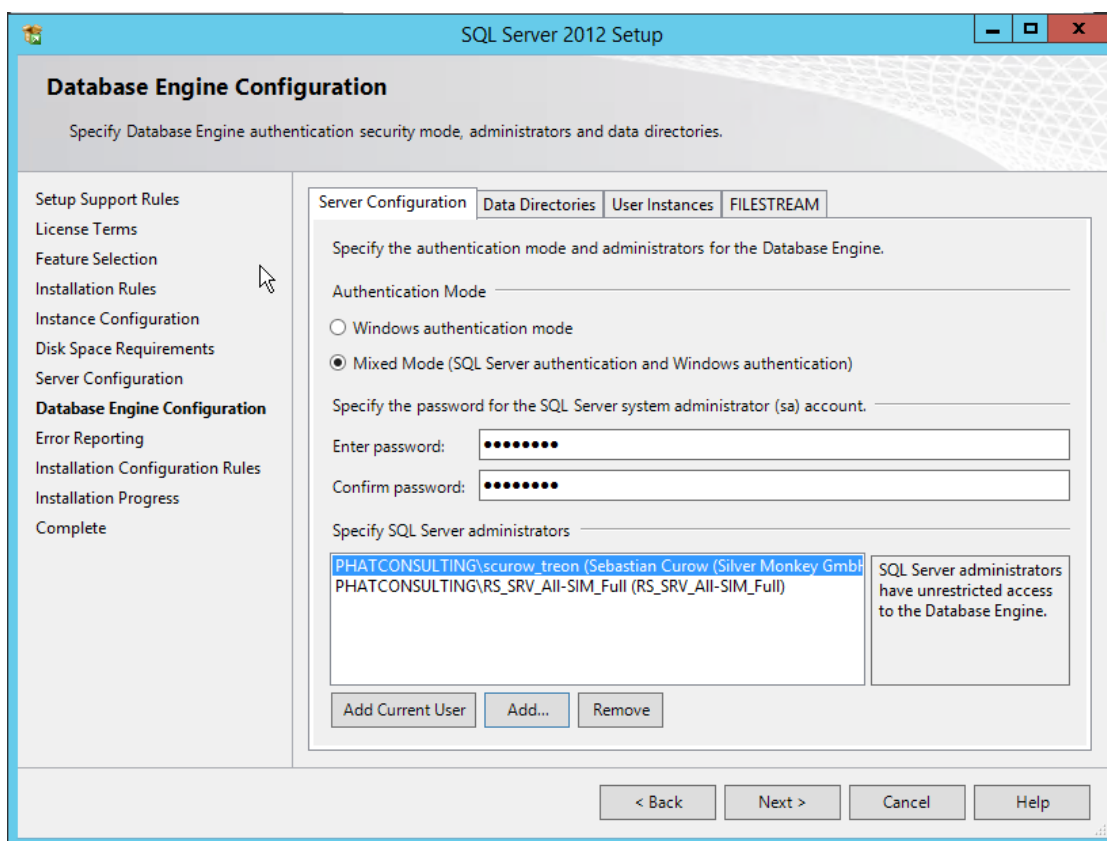 SQL Server 2012 Setup
Database Engine Configuration
Specify Database Engine authentication security mode, administrators and data directories.
Setup Support Rules
License Terms
Feature Selection
Installation Rules
Instance Configuration
Disk Space Requirements
Server Configuration
Database Engine Configuration
Error Reporting
Installation Configuration Rules
Installation Progress
Complete
Server Configuration
Data Directories
User Instances
FILESTREAM
Specify the authentication mode and administrators for the Database Engine.
Authentication Mode
Windows authentication mode
Mixed Mode (SQL Server authentication and Windows authentication)
Specify the password for the SQL Server system administrator (sa) account.
Enter password: ●●●●●●●●
Confirm password: ●●●●●●●●
Specify SQL Server administrators
PHATCONSULTING\scurow_treon (Sebastian Curow (Silver Monkey GmbH
PHATCONSULTING\RS_SRV_All-SIM_Full (RS_SRV_All-SIM_Full)
SQL Server administrators
have unrestricted access
to the Database Engine.
Add Current User
Add...
Remove
< Back
Next >
Cancel
Help